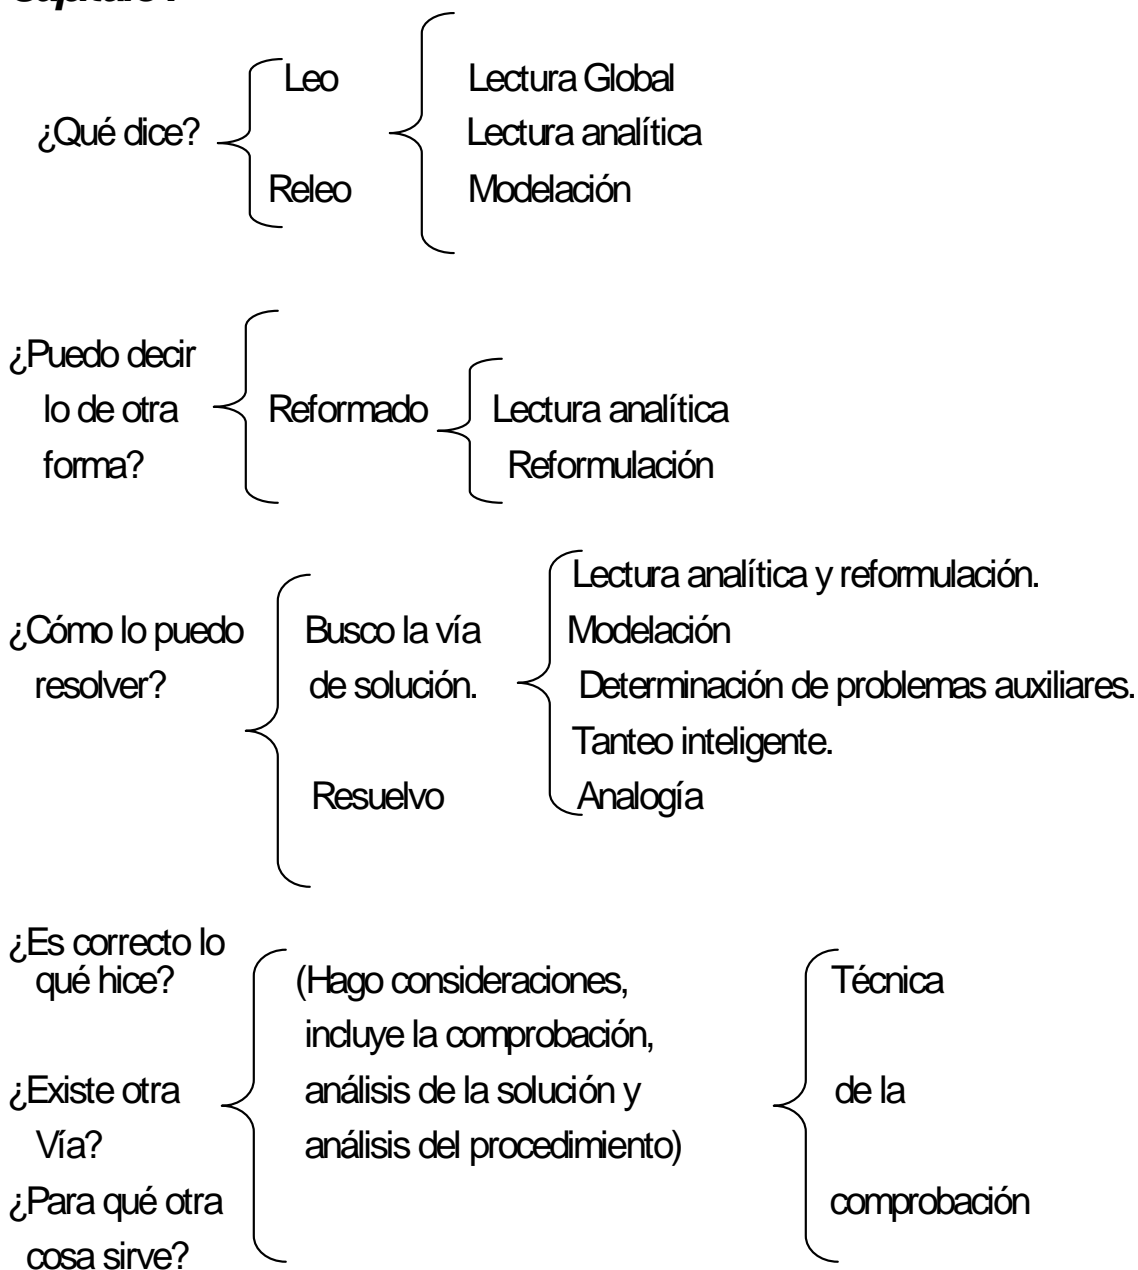 ¿Qué dice?
Leo
Releo
Lectura Global
Lectura analítica
Modelación
¿Puedo decir
lo de otra
forma?
Reformado
Lectura analítica
Reformulación
¿Cómo lo puedo
resolver?
Busco la vía
de solución.
Resuelvo
Lectura analítica y reformulación.
Modelación
Determinación de problemas auxiliares.
Tanteo inteligente.
Analogía
¿Es correcto lo
qué hice?
¿Existe otra
Vía?
¿Para qué otra
cosa sirve?
(Hago consideraciones,
incluye la comprobación,
análisis de la solución y
análisis del procedimiento)
Técnica
de la
comprobación